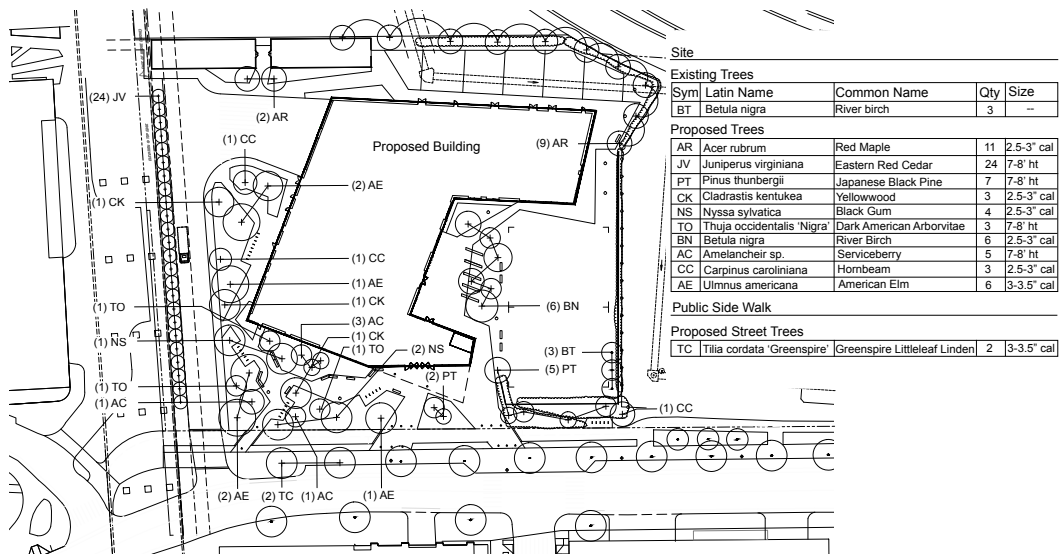 (24) JV
(2) AR
(1) CC
(1) CK
(2) AE
Proposed Building
(9) AR
(1) CC
(1) AE
(1) CK
(1) TO
(3) AC
(1) CK
(1) NS
(1) TO
(2) NS
(2) PT
(6) BN
(3) BT
(5) PT
(1) TO
(1) AC
(1) CC
(2) AE
(2) TC
(1) AC
(1) AE
Site
Existing Trees
Sym Latin Name Common Name Qty Size
BT Betula nigra River birch 3 --
Proposed Trees
AR Acer rubrum Red Maple 11 2.5-3" cal
JV Juniperus virginiana Eastern Red Cedar 24 7-8' ht
PT Pinus thunbergii Japanese Black Pine 7 7-8' ht
CK Cladrastis kentukea Yellowwood 3 2.5-3" cal
NS Nyssa sylvatica Black Gum 4 2.5-3" cal
TO Thuja occidentalis 'Nigra' Dark American Arborvitae 3 7-8' ht
BN Betula nigra River Birch 6 2.5-3" cal
AC Amelancheir sp. Serviceberry 5 7-8' ht
CC Carpinus caroliniana Hornbeam 3 2.5-3" cal
AE Ulmnus americana American Elm 6 3-3.5" cal
Public Side Walk
Proposed Street Trees
TC Tilia cordata 'Greenspire' Greenspire Littleleaf Linden 2 3-3.5" cal